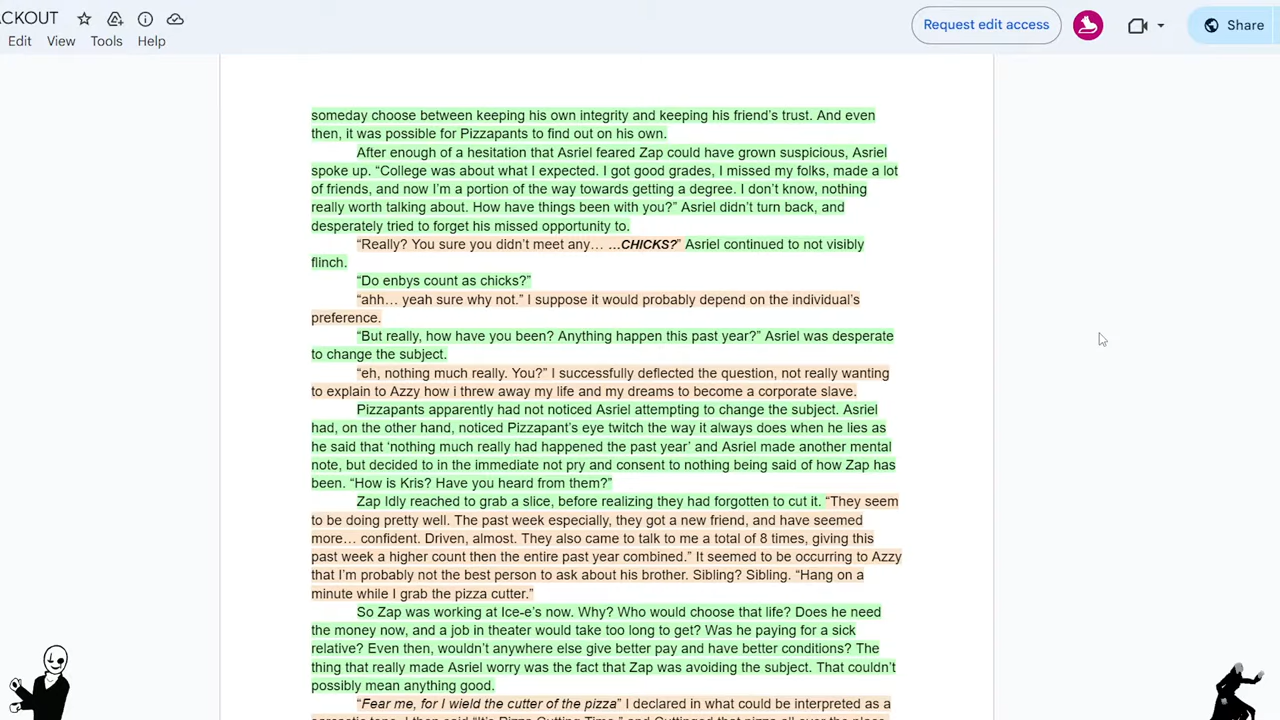 CKOUT
Edit View Tools Help
Request edit access
Share
someday choose between keeping his own integrity and keeping his friend’s trust. And even
then, it was possible for Pizzapants to find out on his own.
After enough of a hesitation that Asriel feared Zap could have grown suspicious, Asriel
spoke up. “College was about what I expected. I got good grades, I missed my folks, made a lot
of friends, and now I’m a portion of the way towards getting a degree. I don’t know, nothing
really worth talking about. How have things been with you?” Asriel didn’t turn back, and
desperately tried to forget his missed opportunity to.
“Really? You sure you didn’t meet any… …CHICKS?” Asriel continued to not visibly
flinch.
“Do enbys count as chicks?”
“ahh… yeah sure why not.” I suppose it would probably depend on the individual’s
preference.
“But really, how have you been? Anything happen this past year?” Asriel was desperate
to change the subject.
“eh, nothing much really. You?” I successfully deflected the question, not really wanting
to explain to Azzy how i threw away my life and my dreams to become a corporate slave.
Pizzapants apparently had not noticed Asriel attempting to change the subject. Asriel
had, on the other hand, noticed Pizzapant’s eye twitch the way it always does when he lies as
he said that ‘nothing much really had happened the past year’ and Asriel made another mental
note, but decided to in the immediate not pry and consent to nothing being said of how Zap has
been. “How is Kris? Have you heard from them?”
Zap Idly reached to grab a slice, before realizing they had forgotten to cut it. “They seem
to be doing pretty well. The past week especially, they got a new friend, and have seemed
more… confident. Driven, almost. They also came to talk to me a total of 8 times, giving this
past week a higher count then the entire past year combined.” It seemed to be occurring to Azzy
that I’m probably not the best person to ask about his brother. Sibling? Sibling. “Hang on a
minute while I grab the pizza cutter.”
So Zap was working at Ice-e’s now. Why? Who would choose that life? Does he need
the money now, and a job in theater would take too long to get? Was he paying for a sick
relative? Even then, wouldn’t anywhere else give better pay and have better conditions? The
thing that really made Asriel worry was the fact that Zap was avoiding the subject. That couldn’t
possibly mean anything good.
“Fear me, for I wield the cutter of the pizza” I declared in what could be interpreted as a
sarcastic tone. I then said “It’s Pizza Cutting Time,” and Cuttinged that pizza all over the place